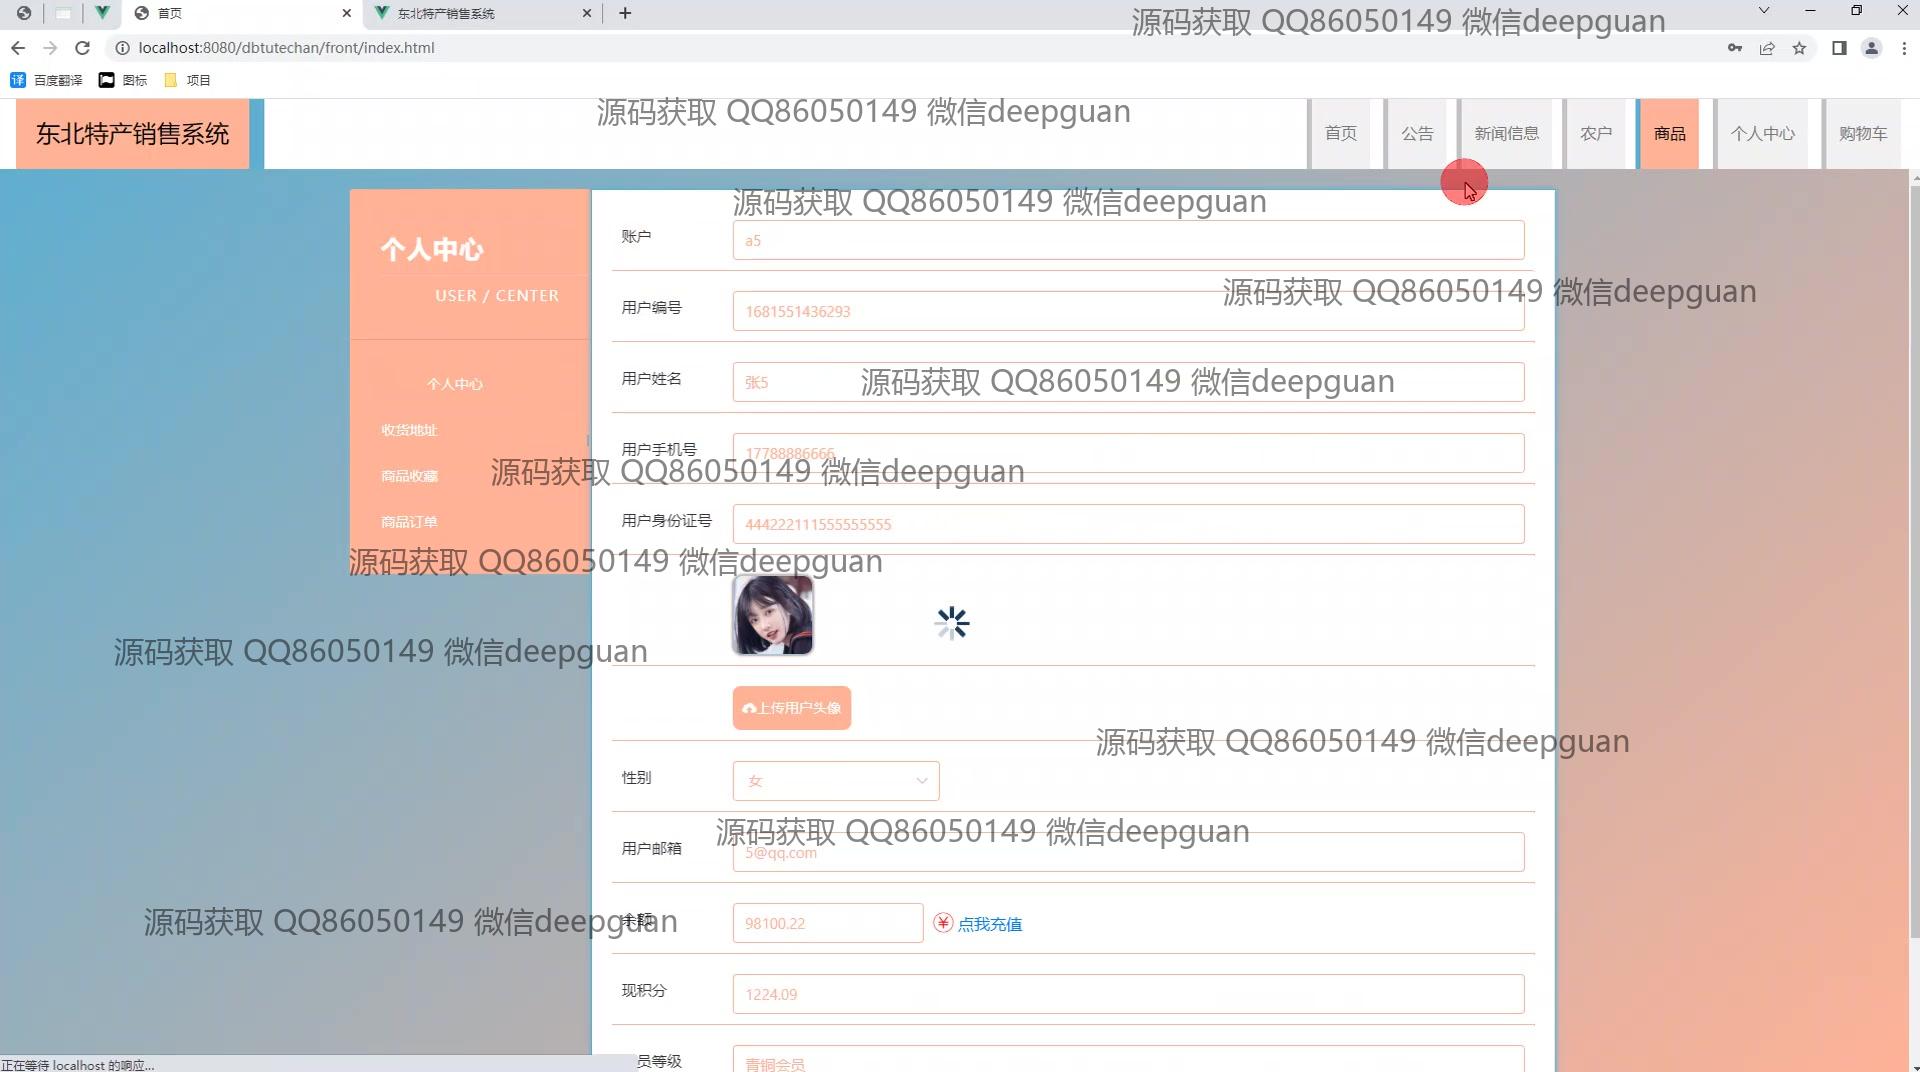 首页
东北特产销售系统
源码获取 QQ86050149 微信deepguan
localhost:8080/dbtutechan/front/index.html
百度翻译
图标
项目
东北特产销售系统
源码获取 QQ86050149 微信deepguan
首页
公告
新闻信息
农户
商品
个人中心
购物车
源码获取 QQ86050149 微信deepguan
个人中心
USER / CENTER
个人中心
收货地址
商品收藏
商品订单
账户
a5
源码获取 QQ86050149 微信deepguan
用户编号
1681551436293
用户姓名
张5
源码获取 QQ86050149 微信deepguan
用户手机号
17788886666
源码获取 QQ86050149 微信deepguan
用户身份证号
444222111555555555
源码获取 QQ86050149 微信deepguan
源码获取 QQ86050149 微信deepguan
上传用户头像
源码获取 QQ86050149 微信deepguan
性别
女
源码获取 QQ86050149 微信deepguan
用户邮箱
5@qq.com
源码获取 QQ86050149 微信deepguan
余额
98100.22
点我充值
现积分
1224.09
员等级
青铜会员
正在等待 localhost 的响应...